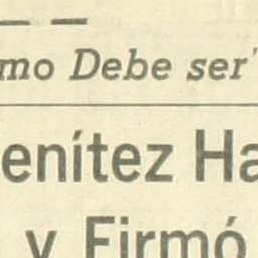 mo Debe ser"
enítez Ha
y Firmó